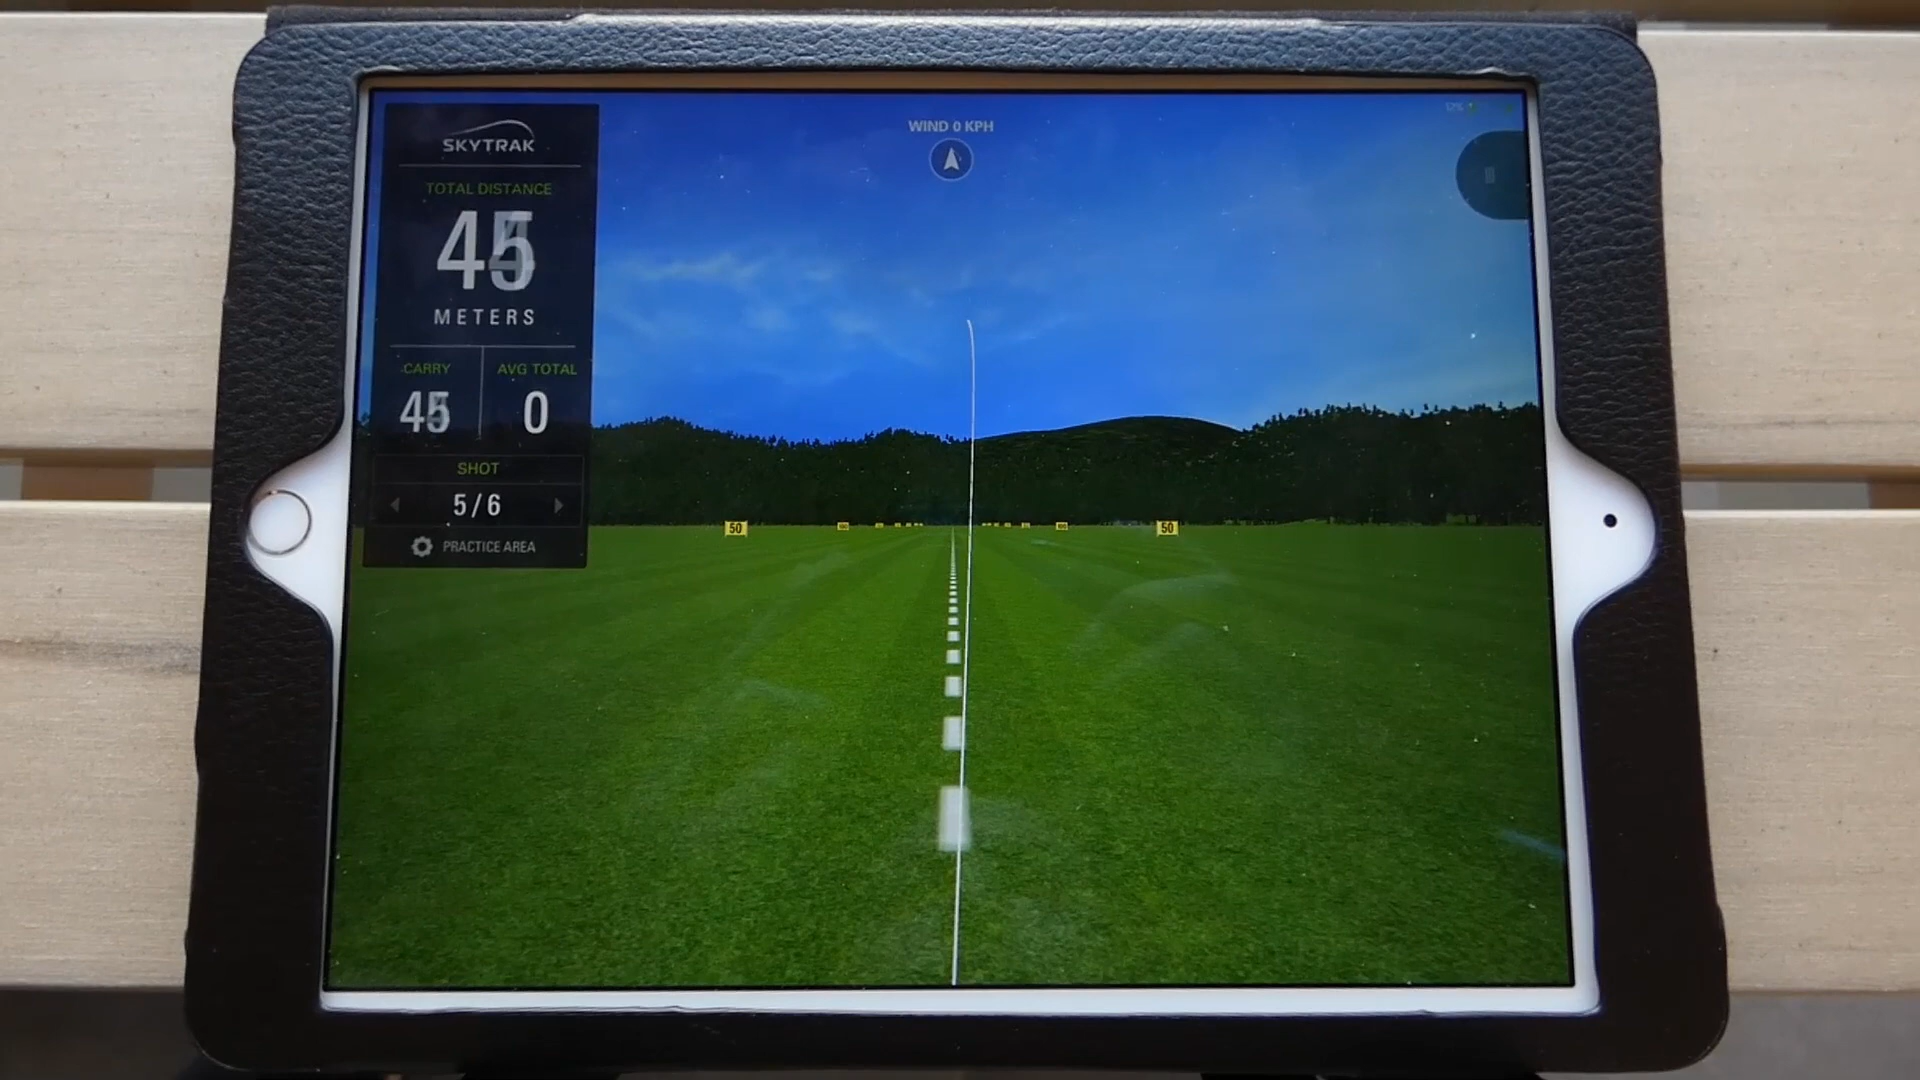 SKYTRAK
TOTAL DISTANCE
45
METERS
CARRY
AVG TOTAL
45
0
SHOT
5/6
PRACTICE AREA
WIND 0 KPH
50
50